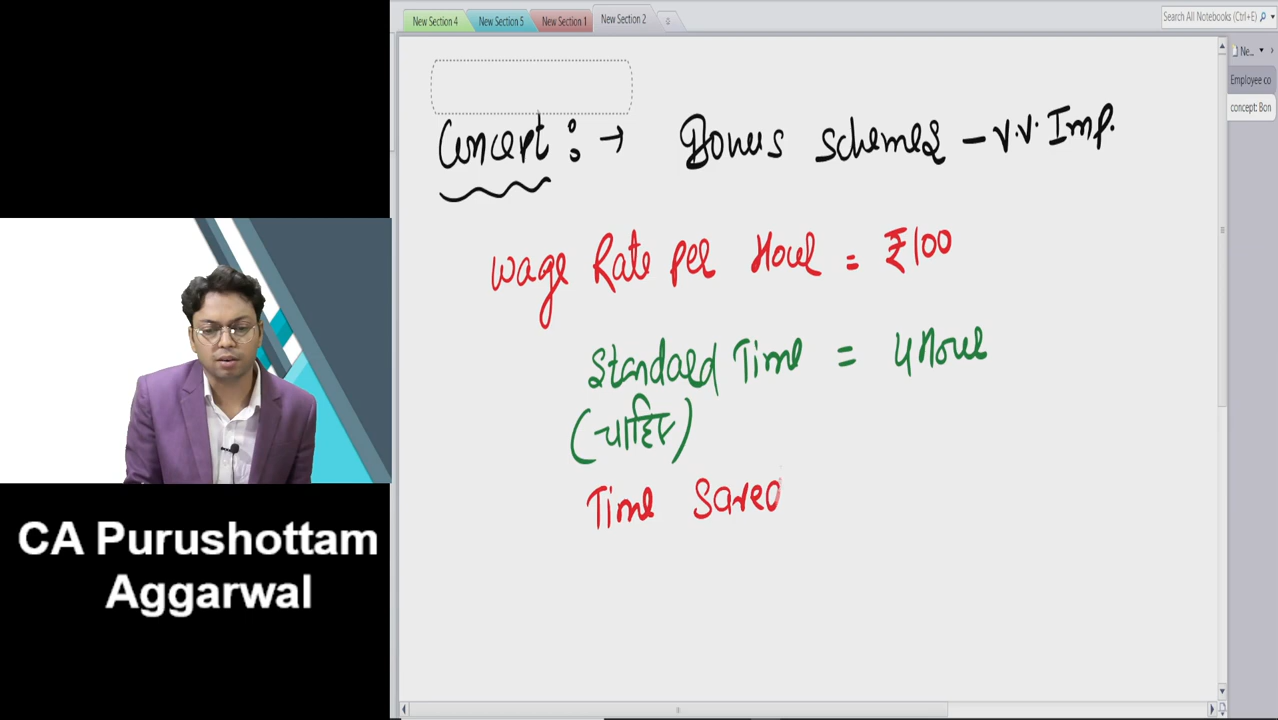 New Section 4 New Section 5 New Section 1 New Section 2
Search All Notebooks (Ctrl+E)
Ne...
Employee co
concept: Bon
Concept :→ Bonus Schemes - V.V. Imp.
Wage Rate Per Hour = ₹100
Standard Time = 4 Hour
(चाहिए)
Time Saved
CA Purushottam
Aggarwal